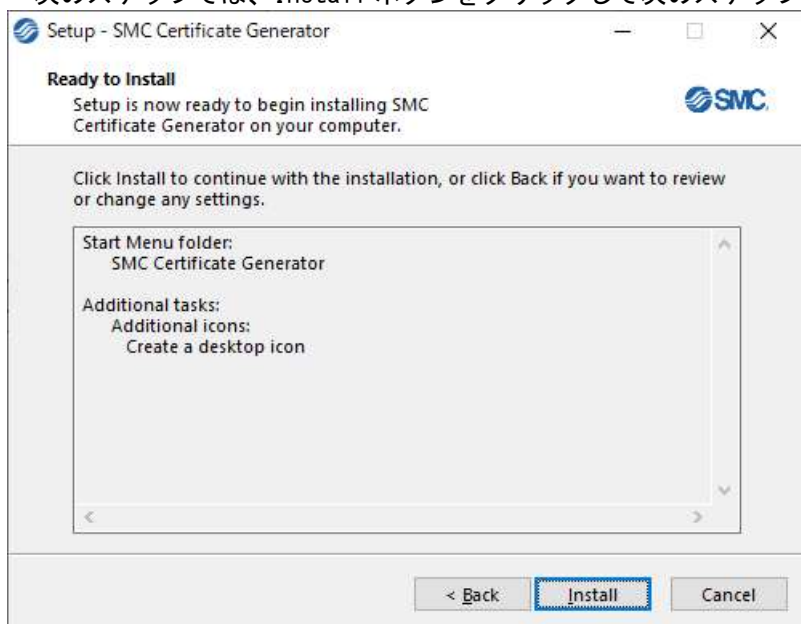 Setup - SMC Certificate Generator
Ready to Install
Setup is now ready to begin installing SMC
Certificate Generator on your computer.
SMC
Click Install to continue with the installation, or click Back if you want to review
or change any settings.
Start Menu folder:
SMC Certificate Generator
Additional tasks:
Additional icons:
Create a desktop icon
< Back
Install
Cancel